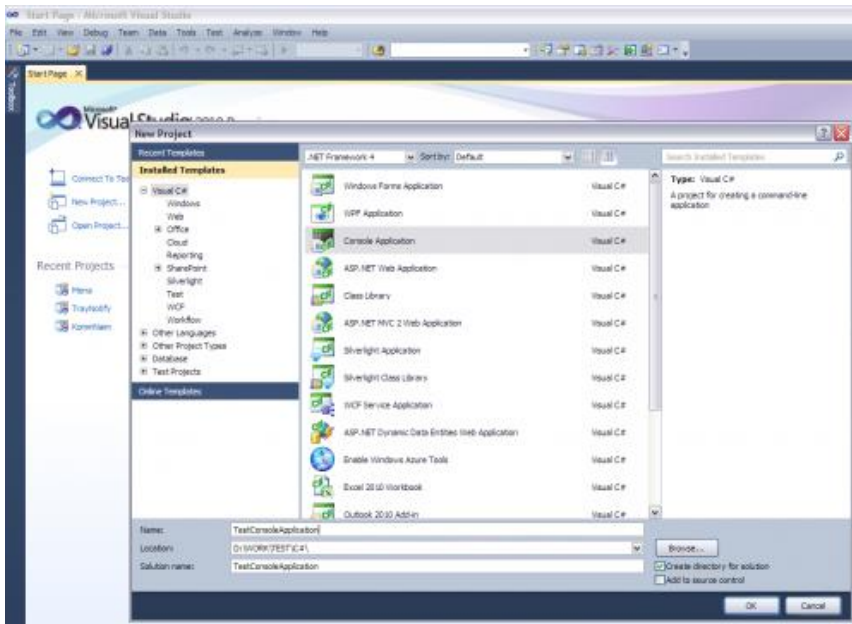 Start Page - Microsoft Visual Studio
File Edit View Debug Team Data Tools Test Analyze Window Help
Toolbox
Start Page X
Microsoft
Visual Studio 2010
New Project
Recent Templates
.NET Framework 4
Sort by: Default
Search Installed Templates
Installed Templates
Visual C#
Windows
Web
Office
Cloud
Reporting
SharePoint
Silverlight
Test
WCF
Workflow
Other Languages
Other Project Types
Database
Test Projects
Online Templates
Windows Forms Application Visual C#
WPF Application Visual C#
Console Application Visual C#
ASP.NET Web Application Visual C#
Class Library Visual C#
ASP.NET MVC 2 Web Application Visual C#
Silverlight Application Visual C#
Silverlight Class Library Visual C#
WCF Service Application Visual C#
ASP.NET Dynamic Data Entities Web Application Visual C#
Enable Windows Azure Tools Visual C#
Excel 2010 Workbook Visual C#
Outlook 2010 Add-in Visual C#
Type: Visual C#
A project for creating a command-line
application
Connect To
New Project...
Open Project...
Recent Projects
Menu
TrayNotify
Name: TestConsoleApplication
Location: D:\WORK\TEST\C#\
Browse...
Solution name: TestConsoleApplication
Create directory for solution
Add to source control
OK Cancel